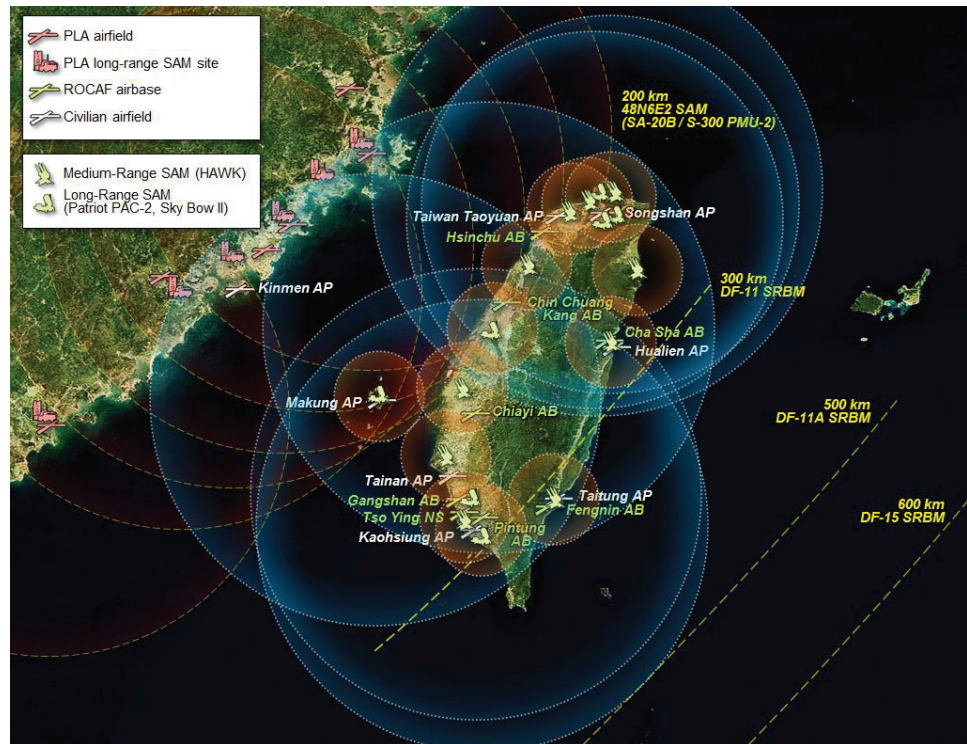 PLA airfield
PLA long-range SAM site
ROCAF airbase
Civilian airfield
Medium-Range SAM (HAWK)
Long-Range SAM
(Patriot PAC-2, Sky Bow II)
200 km
48N6E2 SAM
(SA-20B / S-300 PMU-2)
Taiwan Taoyuan AP
Songshan AP
Hsinchu AB
Kinmen AP
300 km
DF-11 SRBM
Chin Chuang
Kang AB
Cha Sha AB
Hualien AP
Makung AP
Chiayi AB
500 km
DF-11A SRBM
Tainan AP
Gangshan AB
Tso Ying NS
Kaohsiung AP
Pintung
AB
Taitung AP
Fengnin AB
600 km
DF-15 SRBM